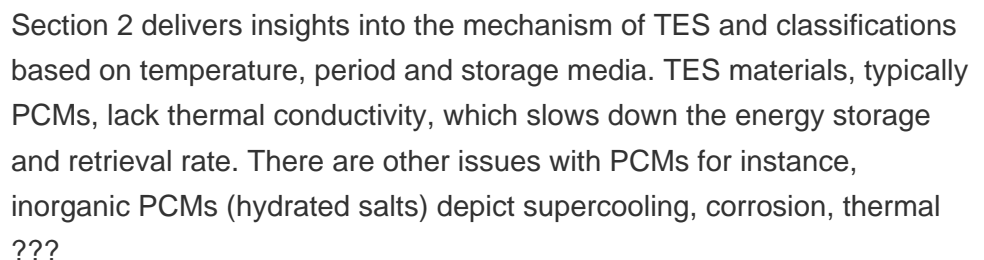 Section 2 delivers insights into the mechanism of TES and classifications
based on temperature, period and storage media. TES materials, typically
PCMs, lack thermal conductivity, which slows down the energy storage
and retrieval rate. There are other issues with PCMs for instance,
inorganic PCMs (hydrated salts) depict supercooling, corrosion, thermal
???